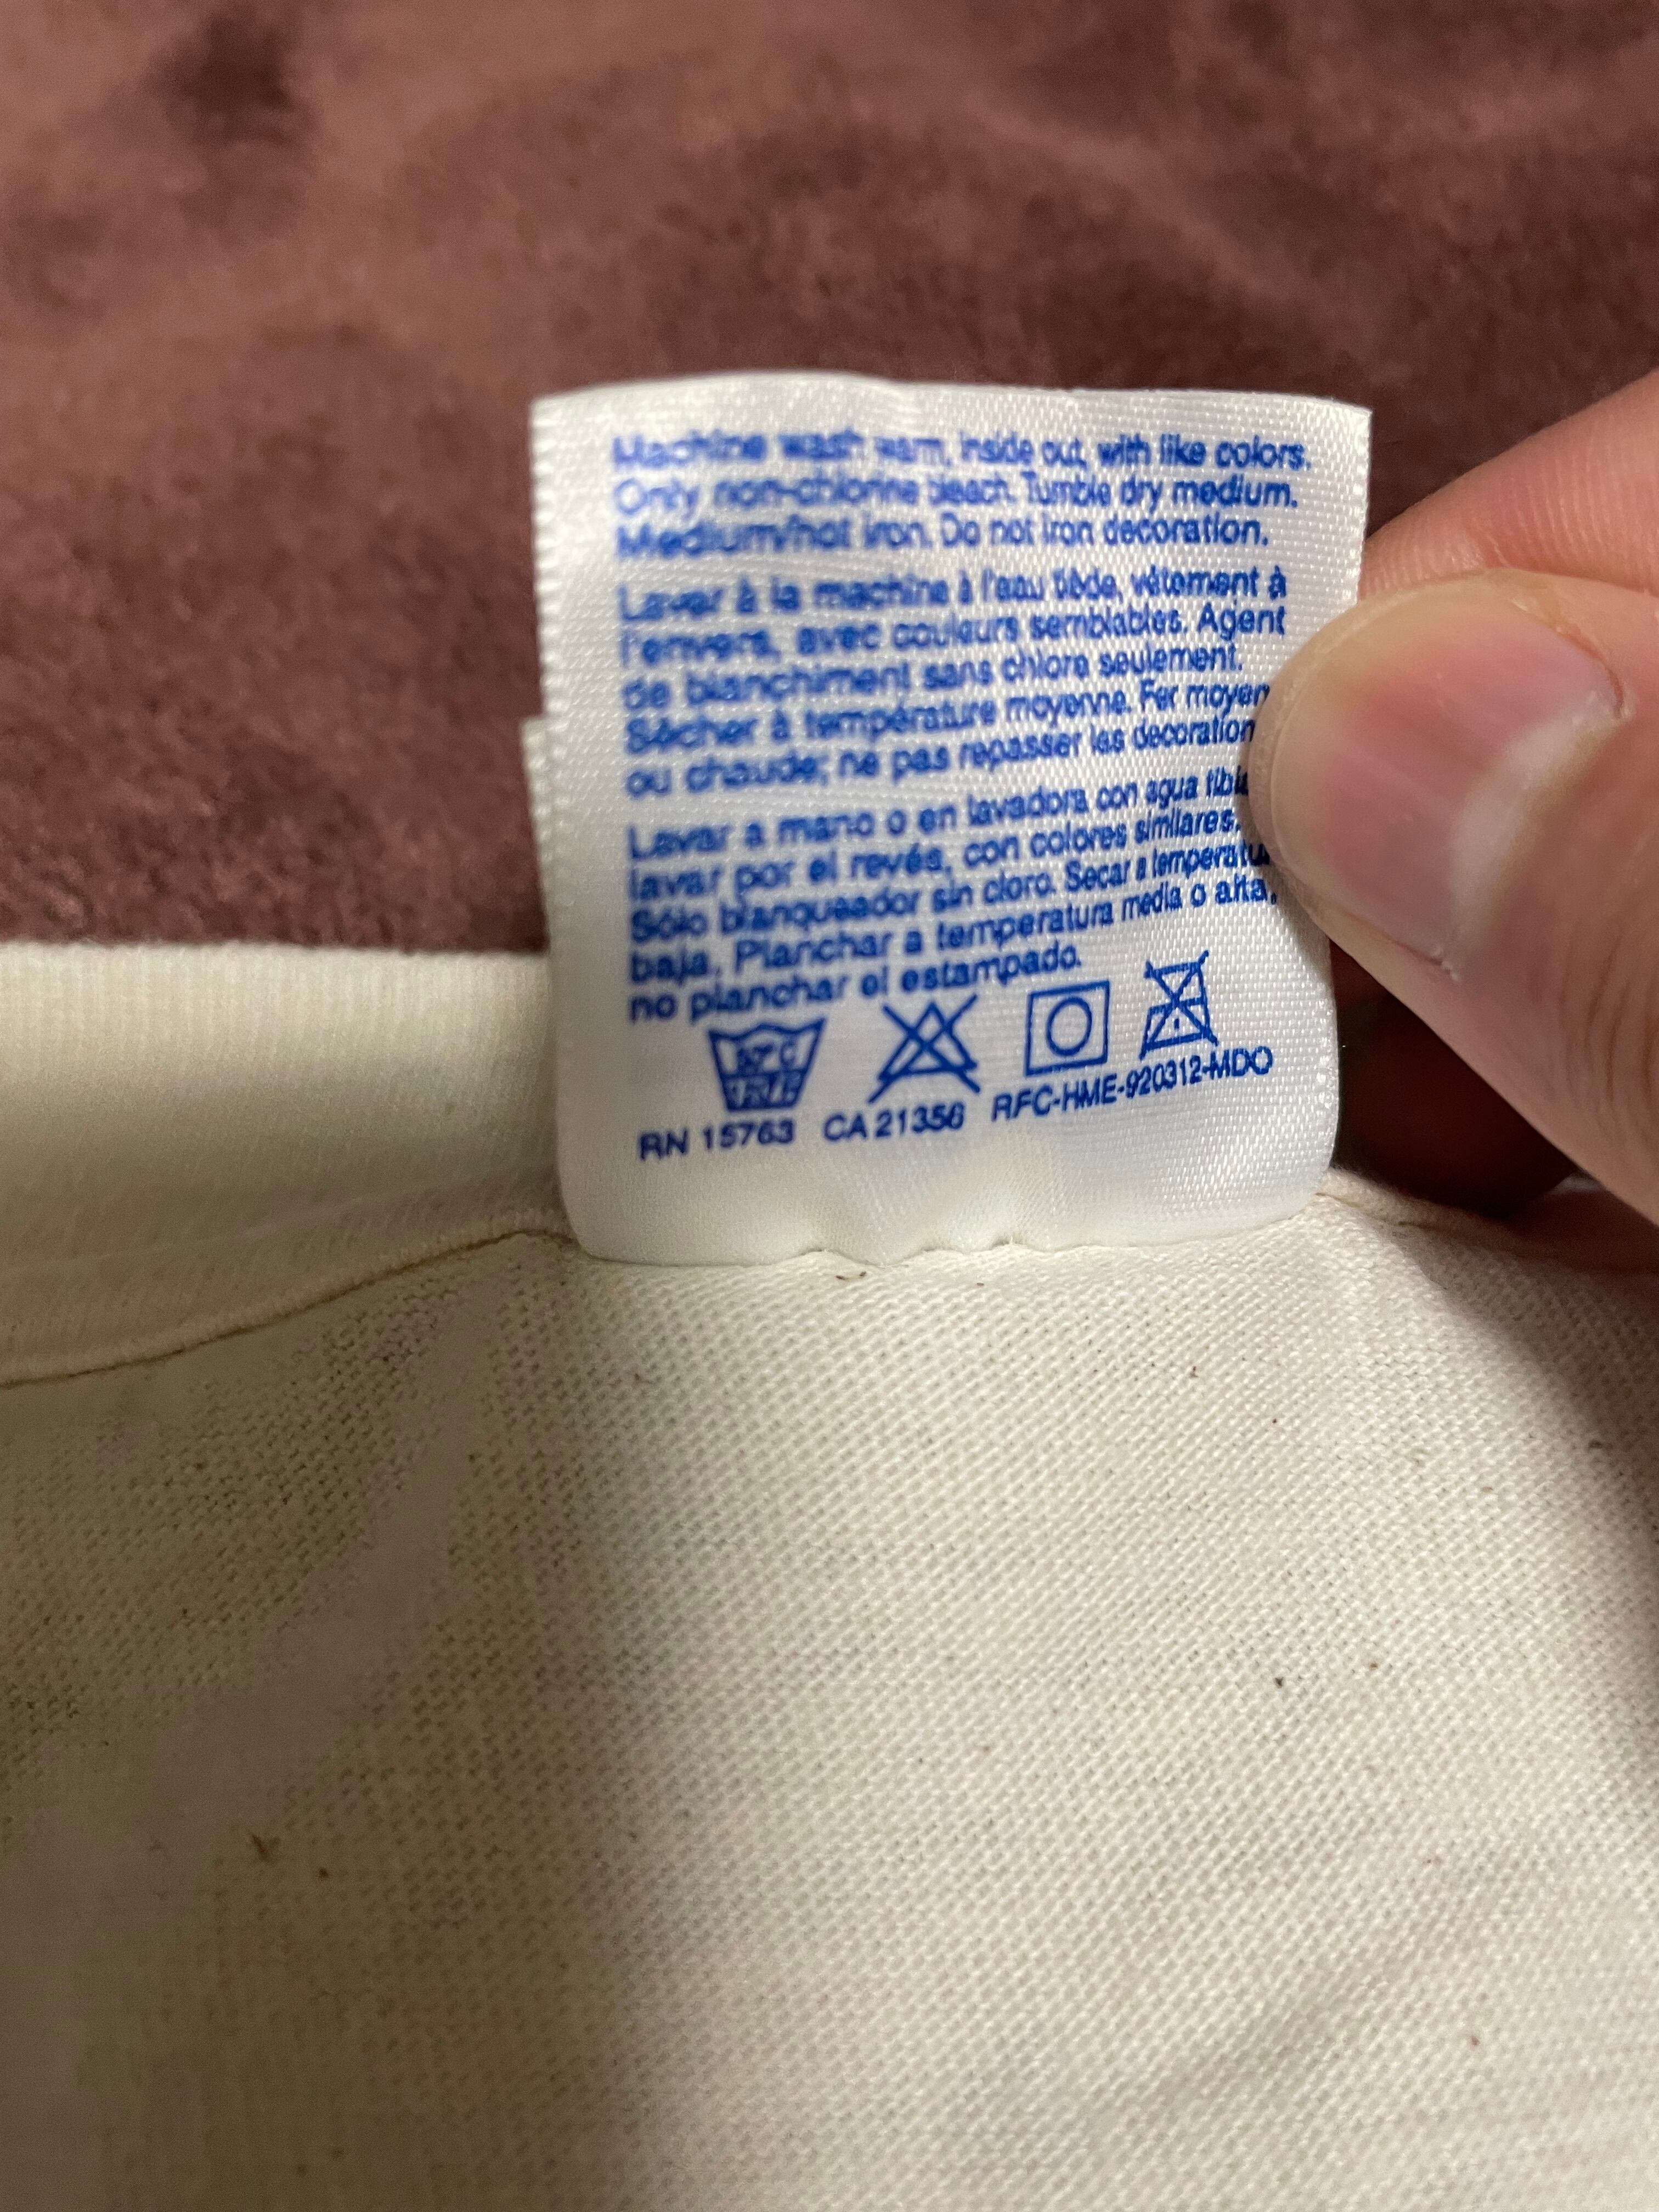 Machine wash warm, inside out, with like colors.
Only non-chlorine bleach. Tumble dry medium.
Medium/hot iron. Do not iron decoration.
Laver à la machine à l'eau tiède, vêtement à
l'envers, avec couleurs semblables. Agent
de blanchiment sans chlore seulement.
Sécher à température moyenne. Fer moyen
ou chaude; ne pas repasser les decoration
Lavar a mano o en lavadora con agua tibia
lavar por el revés, con colores similares.
Sólo blanqueador sin cloro. Secar a temperatu
baja. Planchar a temperatura media o alta,
no planchar el estampado.
RN 15763 CA 21356 RFC-HME-920312-MDO